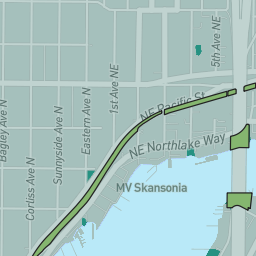 5th Ave NE
1st Ave NE
NE Pacific St
Eastern Ave N
Sunnyside Ave N
Bagley Ave N
NE Northlake Way
Corliss Ave N
MV Skansonia